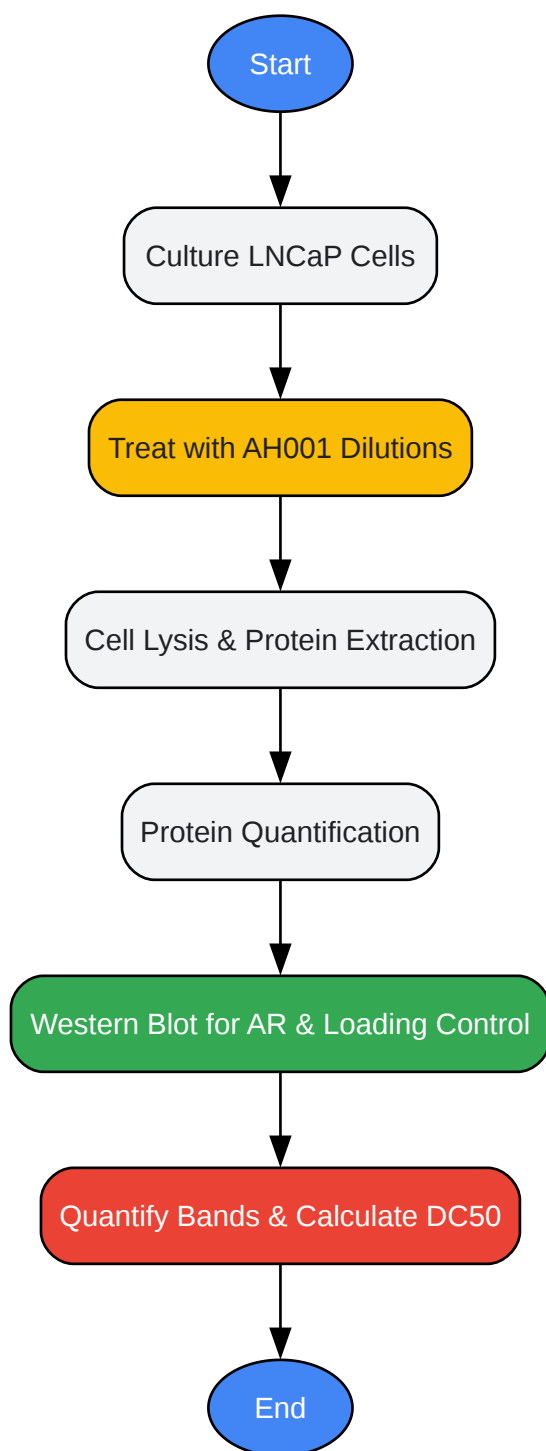 Start
Culture LNCaP Cells
Treat with AH001 Dilutions
Cell Lysis & Protein Extraction
Protein Quantification
Western Blot for AR & Loading Control
Quantify Bands & Calculate DC50
End